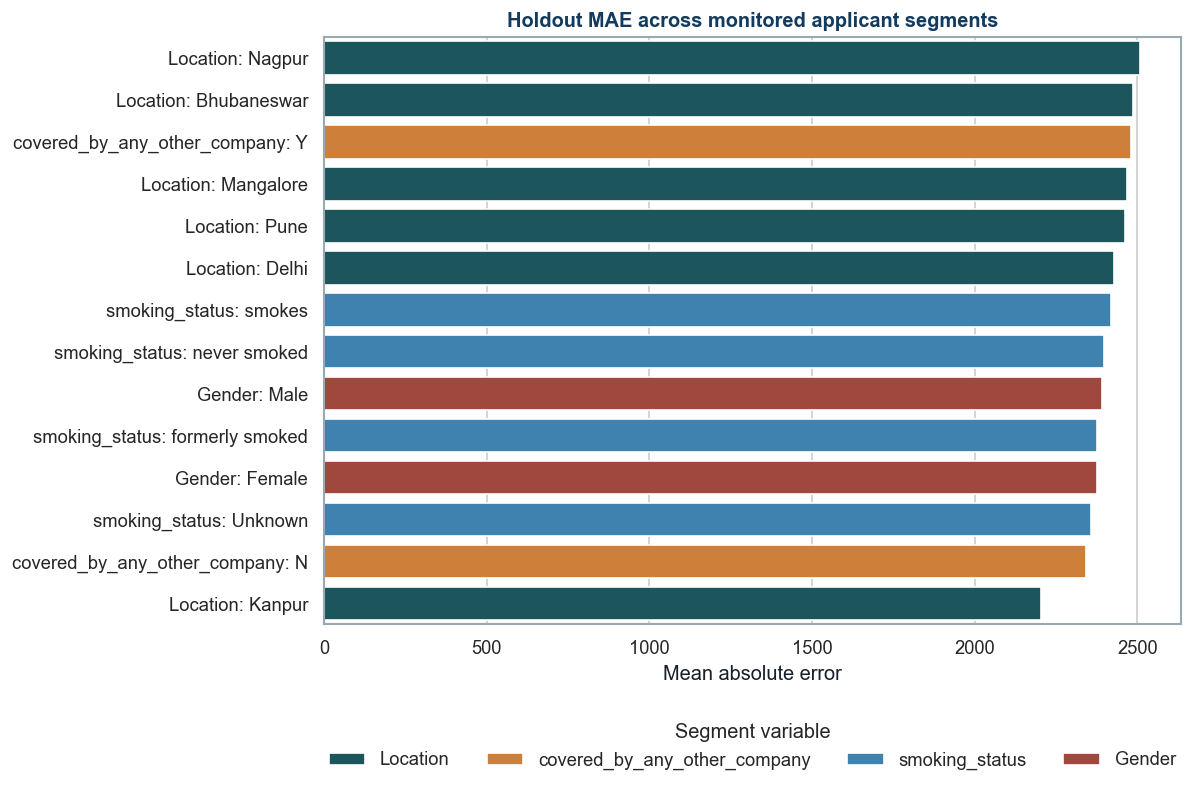 Holdout MAE across monitored applicant segments
Location: Nagpur
Location: Bhubaneswar
covered_by_any_other_company: Y
Location: Mangalore
Location: Pune
Location: Delhi
smoking_status: smokes
smoking_status: never smoked
Gender: Male
smoking_status: formerly smoked
Gender: Female
smoking_status: Unknown
covered_by_any_other_company: N
Location: Kanpur
0 500 1000 1500 2000 2500
Mean absolute error
Segment variable
Location covered_by_any_other_company smoking_status Gender